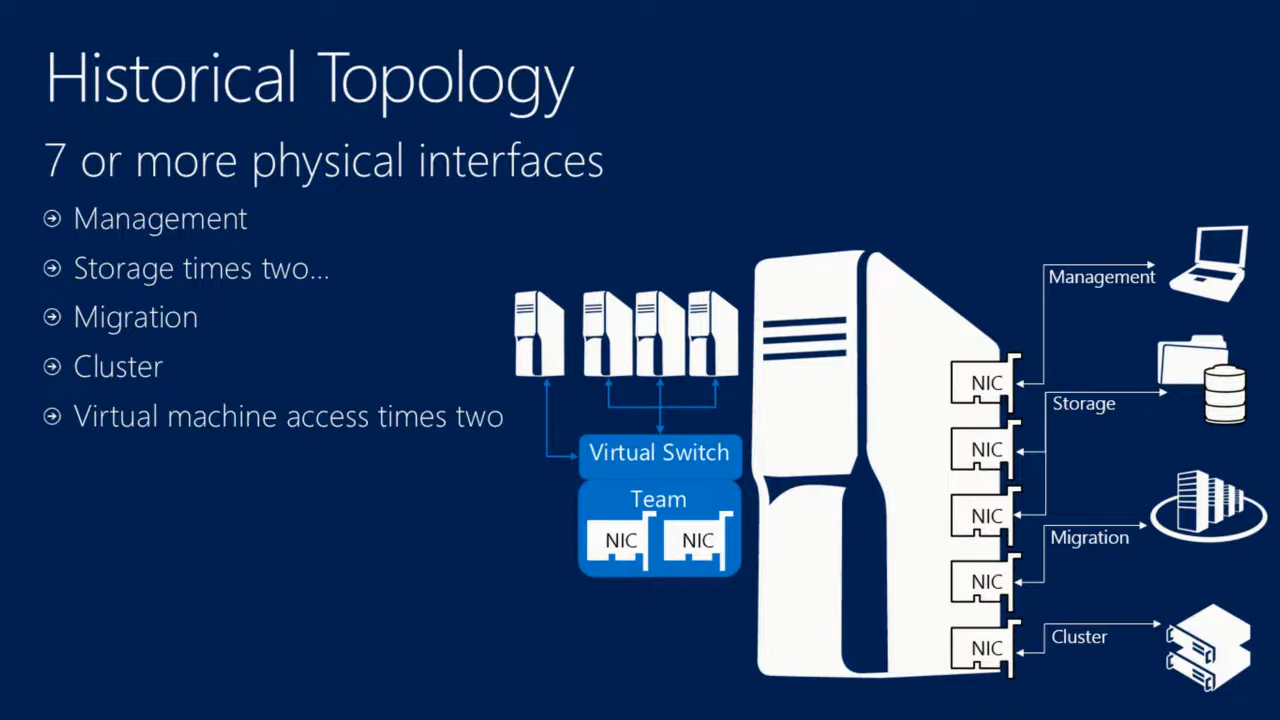 Historical Topology
7 or more physical interfaces
Management
Storage times two...
Migration
Cluster
Virtual machine access times two
Virtual Switch
Team
NIC
NIC
NIC
NIC
NIC
NIC
NIC
Management
Storage
Migration
Cluster